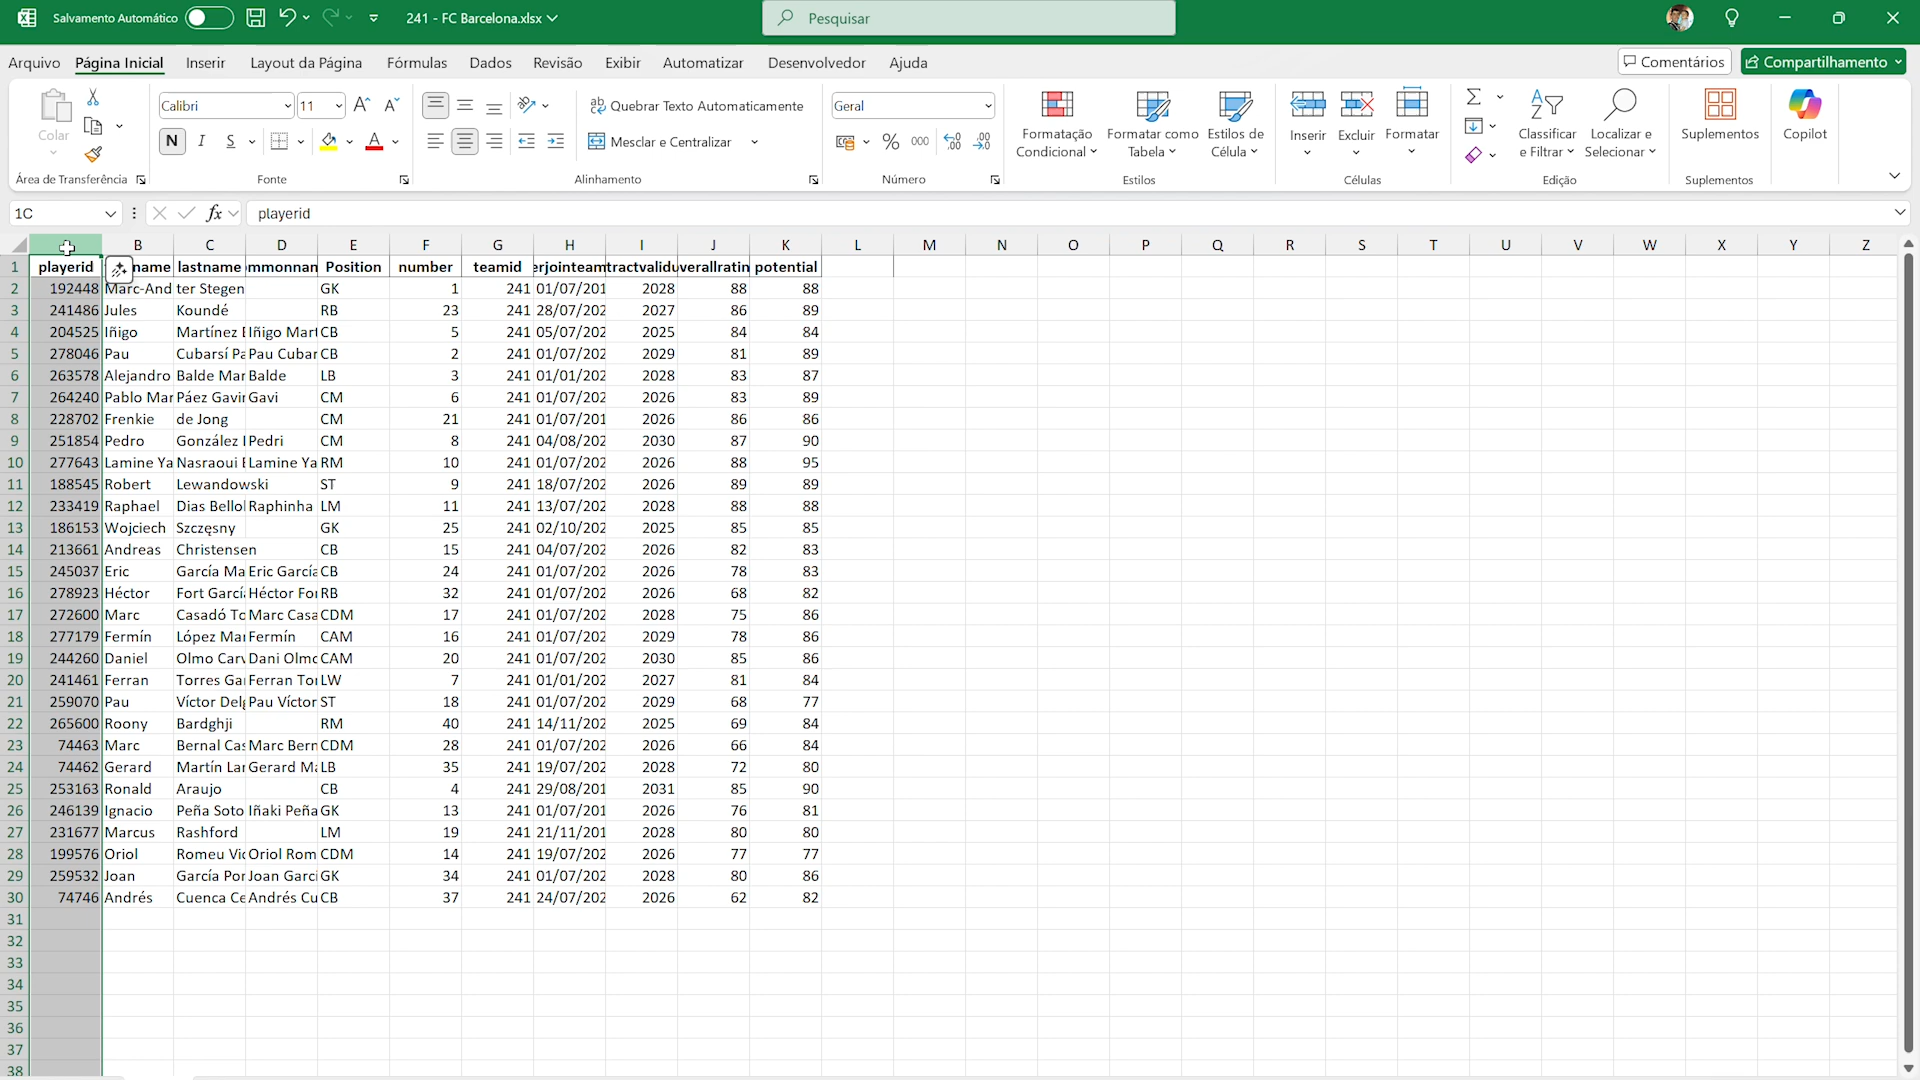 Salvamento Automático 241 - FC Barcelona.xlsx Pesquisar
Arquivo Página Inicial Inserir Layout da Página Fórmulas Dados Revisão Exibir Automatizar Desenvolvedor Ajuda Comentários Compartilhamento
Colar Calibri 11 Quebrar Texto Automaticamente Geral
N I S Mesclar e Centralizar % 000 Formatação Condicional Formatar como Tabela Estilos de Célula Inserir Excluir Formatar Classificar e Filtrar Localizar e Selecionar Suplementos Copilot
Área de Transferência Fonte Alinhamento Número Estilos Células Edição Suplementos
1C fx playerid
B C D E F G H I J K L M N O P Q R S T U V W X Y Z
1 playerid name lastname mmonnan Position number teamid erjointeam tractvalidu verallratin potential
2 192448 Marc-And ter Stegen GK 1 241 01/07/201 2028 88 88
3 241486 Jules Koundé RB 23 241 28/07/202 2027 86 89
4 204525 Iñigo Martínez Iñigo Mart CB 5 241 05/07/202 2025 84 84
5 278046 Pau Cubarsí Pa Pau Cubar CB 2 241 01/07/202 2029 81 89
6 263578 Alejandro Balde Mar Balde LB 3 241 01/01/202 2028 83 87
7 264240 Pablo Mar Páez Gavir Gavi CM 6 241 01/07/202 2026 83 89
8 228702 Frenkie de Jong CM 21 241 01/07/201 2026 86 86
9 251854 Pedro González Pedri CM 8 241 04/08/202 2030 87 90
10 277643 Lamine Ya Nasraoui Lamine Ya RM 10 241 01/07/202 2026 88 95
11 188545 Robert Lewandowski ST 9 241 18/07/202 2026 89 89
12 233419 Raphael Dias Bellol Raphinha LM 11 241 13/07/202 2028 88 88
13 186153 Wojciech Szczęsny GK 25 241 02/10/202 2025 85 85
14 213661 Andreas Christensen CB 15 241 04/07/202 2026 82 83
15 245037 Eric García Ma Eric García CB 24 241 01/07/202 2026 78 83
16 278923 Héctor Fort Garcí Héctor For RB 32 241 01/07/202 2026 68 82
17 272600 Marc Casadó To Marc Casa CDM 17 241 01/07/202 2028 75 86
18 277179 Fermín López Mar Fermín CAM 16 241 01/07/202 2029 78 86
19 244260 Daniel Olmo Carv Dani Olmo CAM 20 241 01/07/202 2030 85 86
20 241461 Ferran Torres Gar Ferran Tor LW 7 241 01/01/202 2027 81 84
21 259070 Pau Víctor Delg Pau Víctor ST 18 241 01/07/202 2029 68 77
22 265600 Roony Bardghji RM 40 241 14/11/202 2025 69 84
23 74463 Marc Bernal Cas Marc Bern CDM 28 241 01/07/202 2026 66 84
24 74462 Gerard Martín Lar Gerard Ma LB 35 241 19/07/202 2028 72 80
25 253163 Ronald Araujo CB 4 241 29/08/201 2031 85 90
26 246139 Ignacio Peña Soto Iñaki Peña GK 13 241 01/07/201 2026 76 81
27 231677 Marcus Rashford LM 19 241 21/11/201 2028 80 80
28 199576 Oriol Romeu Vic Oriol Rom CDM 14 241 19/07/202 2026 77 77
29 259532 Joan García Por Joan Garcí GK 34 241 01/07/202 2028 80 86
30 74746 Andrés Cuenca Ce Andrés Cu CB 37 241 24/07/202 2026 62 82
31
32
33
34
35
36
37
38